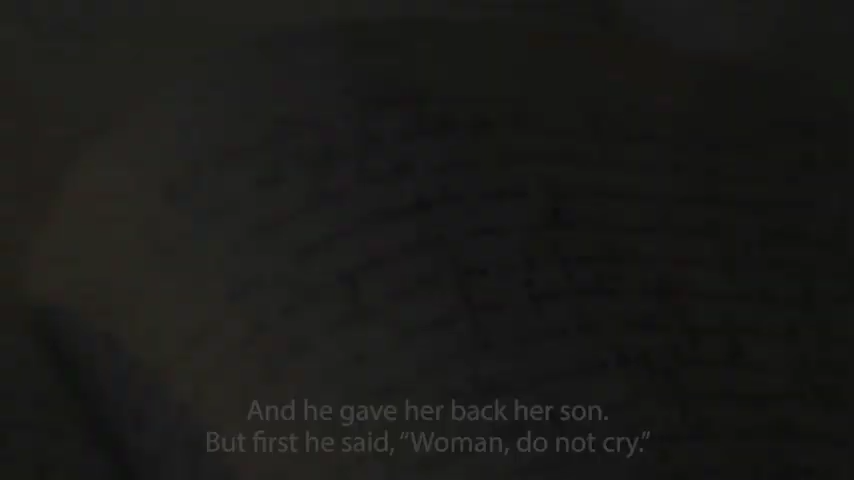 And he gave her back her son.
But first he said, “Woman, do not cry.”